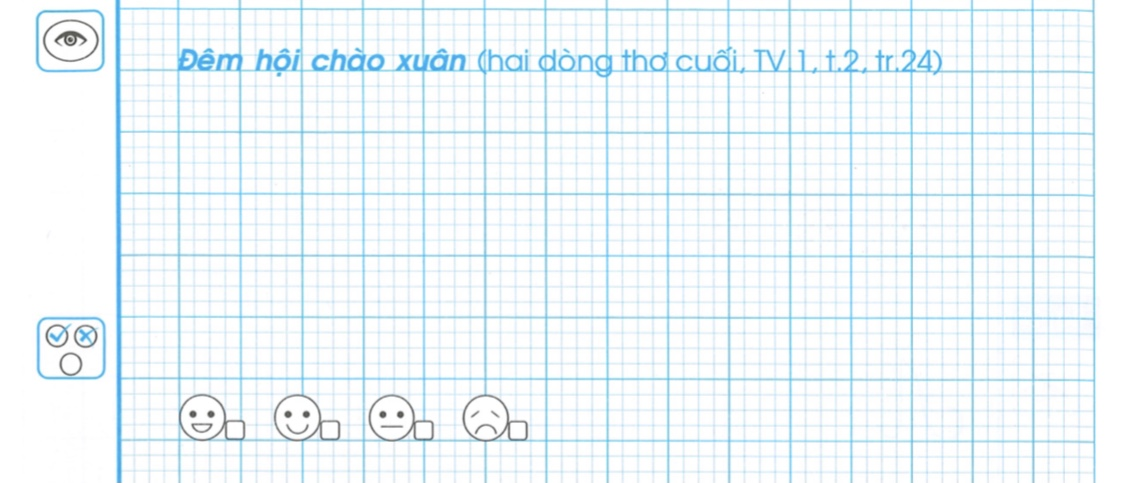 Đêm hội chào xuân (hai dòng thơ cuối, TV.1, t.2, tr.24)